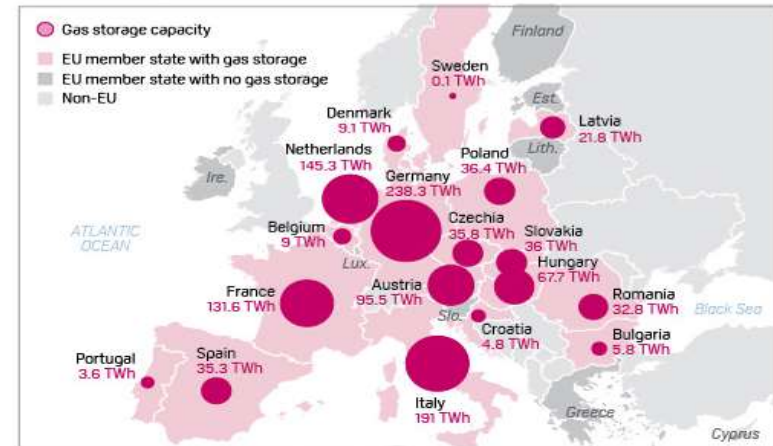 Gas storage capacity
EU member state with gas storage
EU member state with no gas storage
Non-EU
Finland
Sweden
0.1 TWh
Est.
Latvia
21.8 TWh
Lith.
Denmark
9.1 TWh
Netherlands
145.3 TWh
Ire.
Germany
238.3 TWh
Poland
36.4 TWh
Belgium
9 TWh
Lux.
Czechia
35.8 TWh
Slovakia
36 TWh
Hungary
67.7 TWh
ATLANTIC
OCEAN
France
131.6 TWh
Austria
95.5 TWh
Slo.
Croatia
4.8 TWh
Romania
32.8 TWh
Black Sea
Bulgaria
5.8 TWh
Portugal
3.6 TWh
Spain
35.3 TWh
Italy
191 TWh
Greece
Cyprus